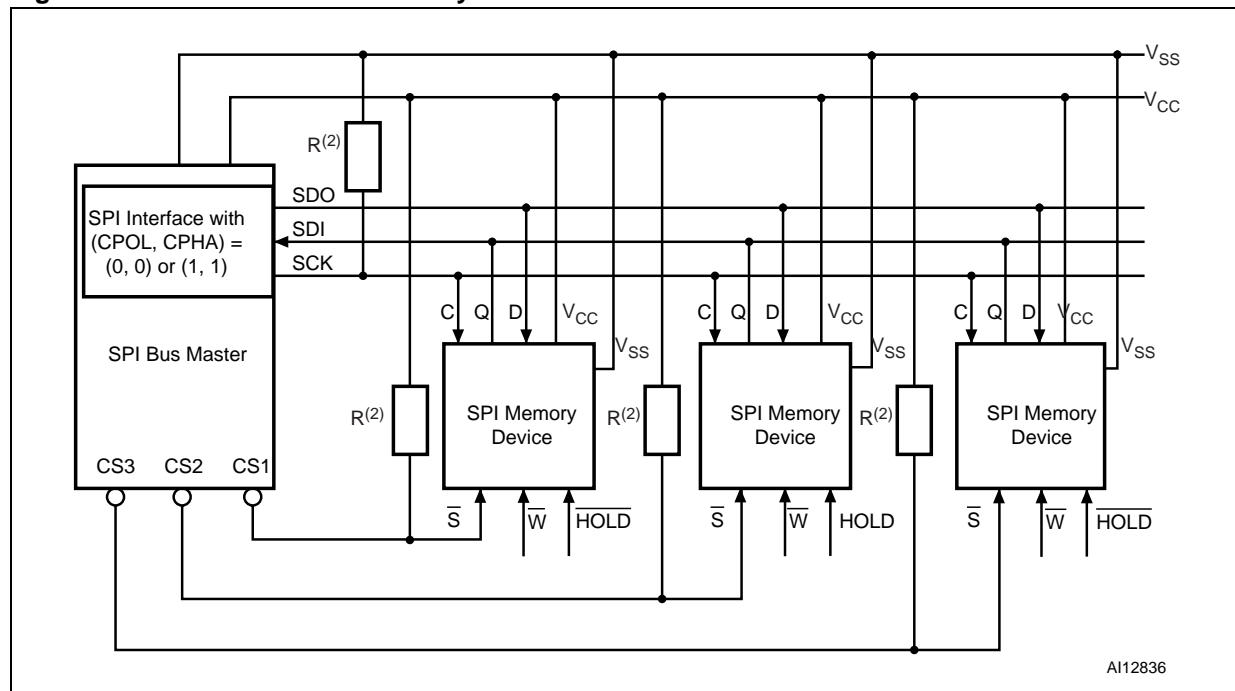 V_SS
V_CC
R(2)
SDO
SDI
SCK
SPI Interface with
(CPOL, CPHA) =
(0, 0) or (1, 1)
SPI Bus Master
CS3 CS2 CS1
C Q D V_CC V_SS
C Q D V_CC V_SS
C Q D V_CC V_SS
R(2)
SPI Memory
Device
R(2)
SPI Memory
Device
R(2)
SPI Memory
Device
S̅ W̅ H̅O̅L̅D̅
S̅ W̅ HOLD
S̅ W̅ H̅O̅L̅D̅
AI12836